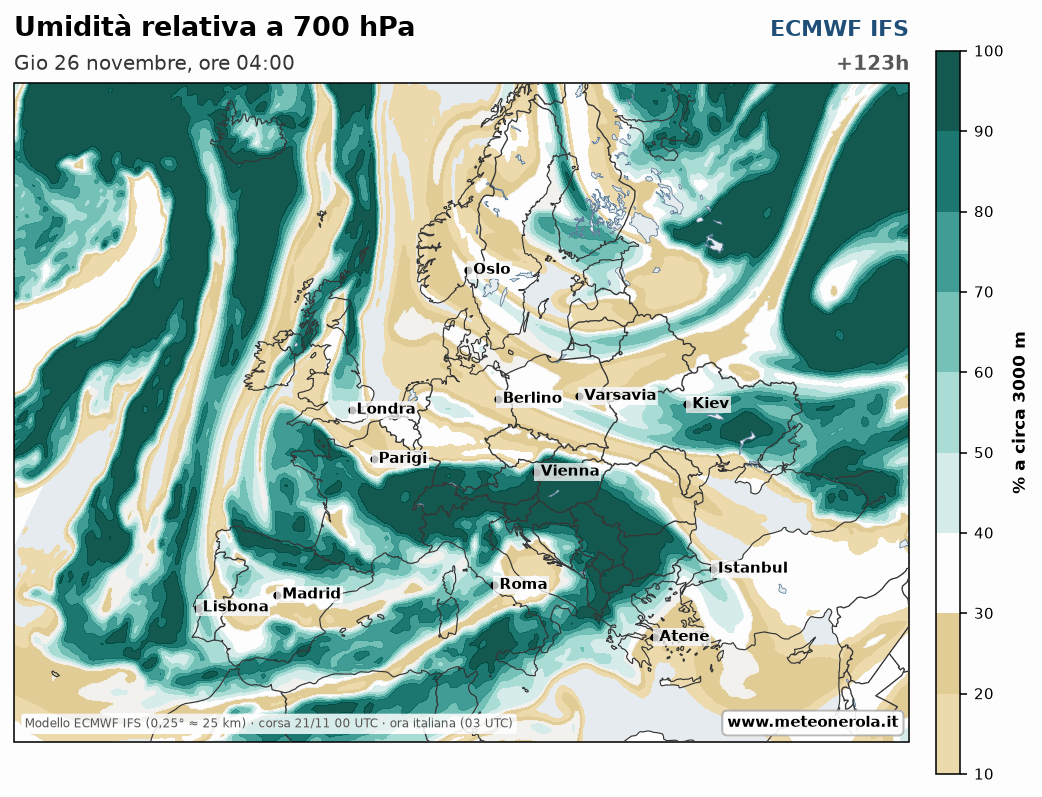 Umidità relativa a 700 hPa
ECMWF IFS
Gio 26 novembre, ore 04:00
+123h
100
90
80
70
60
50
40
30
20
10
% a circa 3000 m
Oslo
Berlino
Varsavia
Kiev
Londra
Parigi
Vienna
Istanbul
Roma
Madrid
Lisbona
Atene
Modello ECMWF IFS (0,25° ≈ 25 km) · corsa 21/11 00 UTC · ora italiana (03 UTC)
www.meteonerola.it